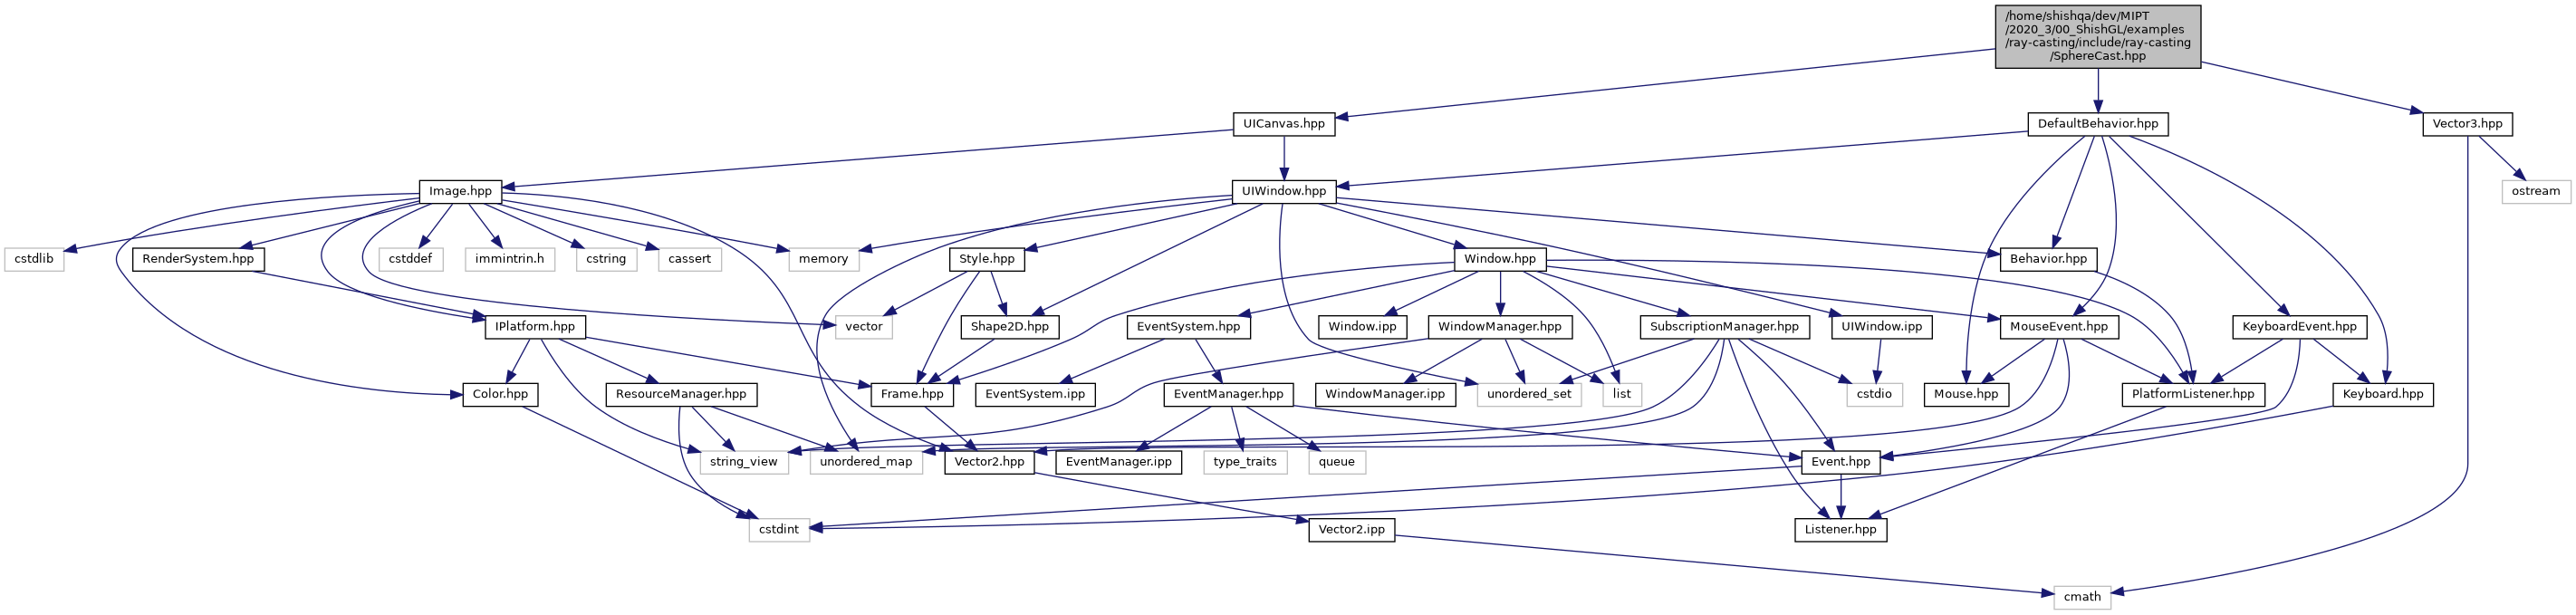 /home/shishqa/dev/MIPT
/2020_3/00_ShishGL/examples
/ray-casting/include/ray-casting
/SphereCast.hpp
UICanvas.hpp
DefaultBehavior.hpp
Vector3.hpp
Image.hpp
UIWindow.hpp
ostream
cstdlib
RenderSystem.hpp
cstddef
immintrin.h
cstring
cassert
memory
Style.hpp
Window.hpp
Behavior.hpp
IPlatform.hpp
vector
Shape2D.hpp
EventSystem.hpp
Window.ipp
WindowManager.hpp
SubscriptionManager.hpp
UIWindow.ipp
MouseEvent.hpp
KeyboardEvent.hpp
Color.hpp
ResourceManager.hpp
Frame.hpp
EventSystem.ipp
EventManager.hpp
WindowManager.ipp
unordered_set
list
cstdio
Mouse.hpp
PlatformListener.hpp
Keyboard.hpp
string_view
unordered_map
Vector2.hpp
EventManager.ipp
type_traits
queue
Event.hpp
cstdint
Vector2.ipp
Listener.hpp
cmath